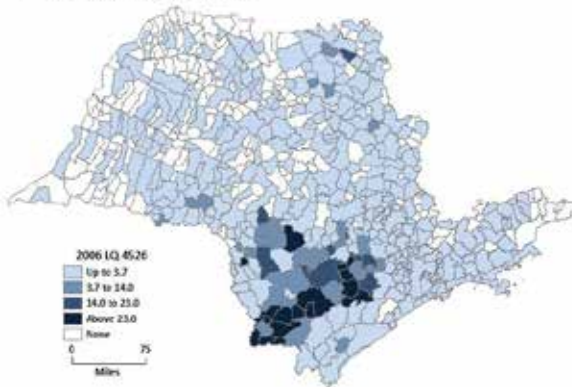 2006 LQ 4526
Up to 3.7
3.7 to 14.0
14.0 to 23.0
Above 23.0
None
0 75
Miles